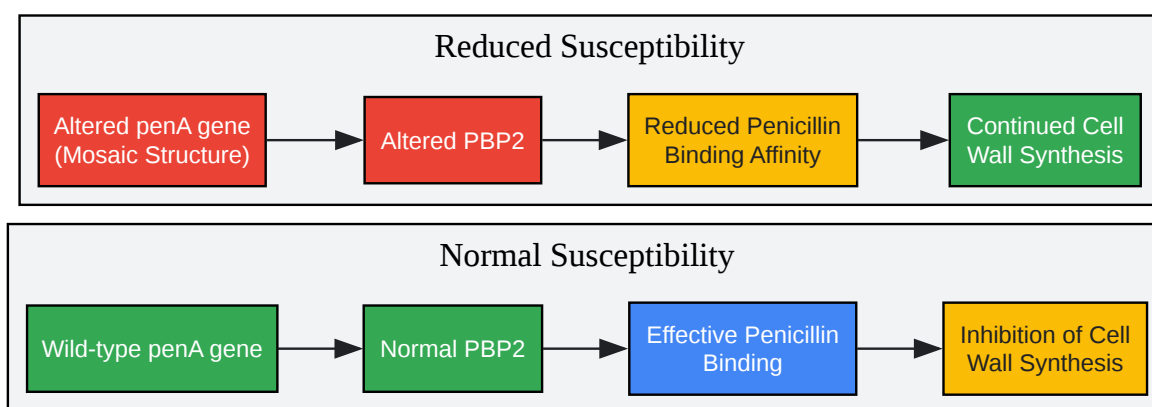 Reduced Susceptibility
Altered penA gene
(Mosaic Structure)
Altered PBP2
Reduced Penicillin
Binding Affinity
Continued Cell
Wall Synthesis
Normal Susceptibility
Wild-type penA gene
Normal PBP2
Effective Penicillin
Binding
Inhibition of Cell
Wall Synthesis